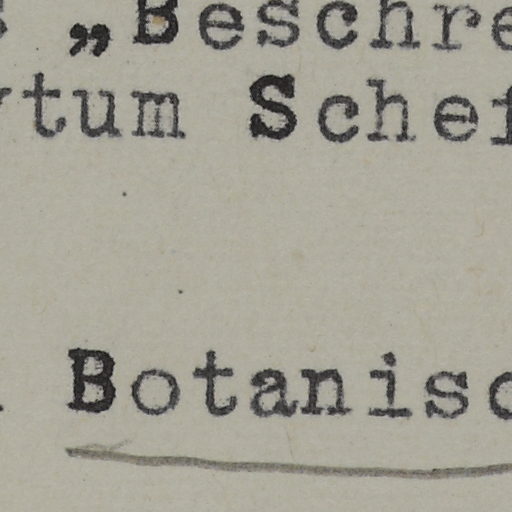 „Beschre
ytum Schef
Botanisc